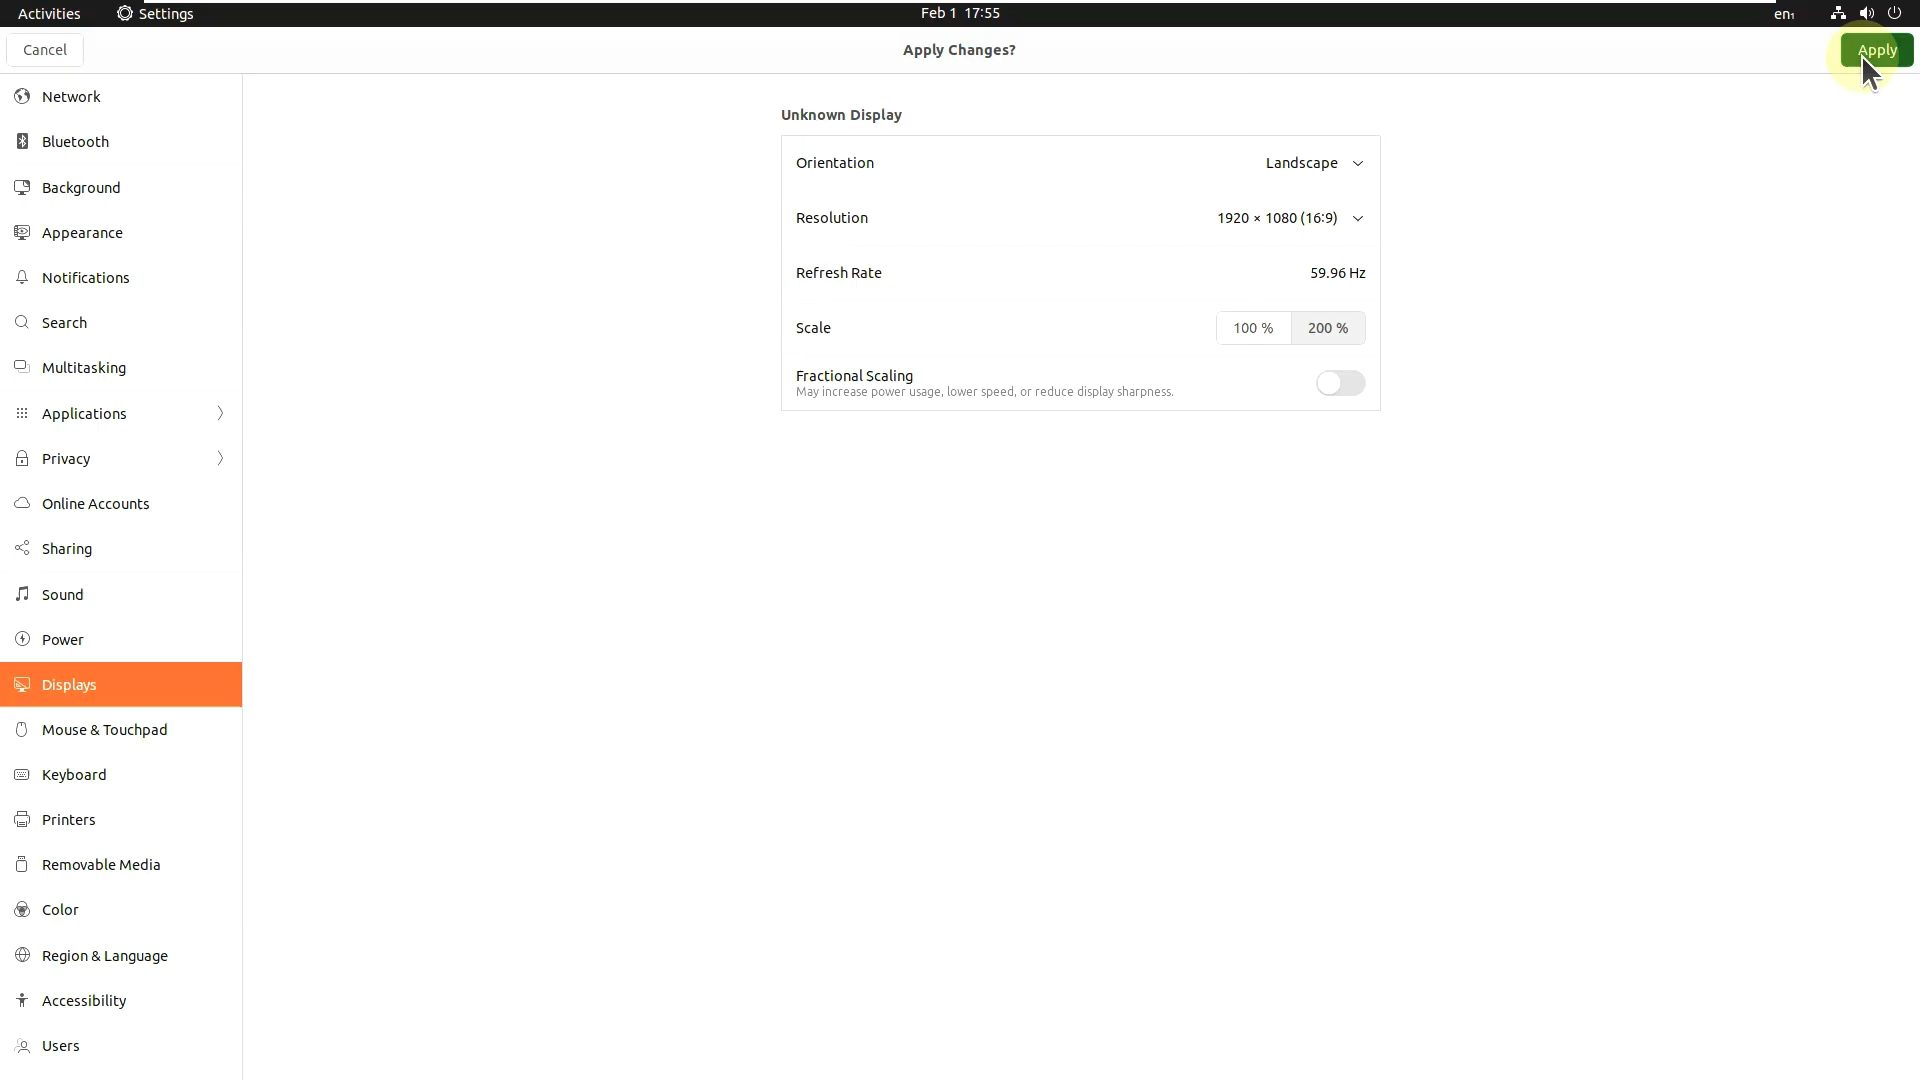 Activities
Settings
Feb 1 17:55
en₁
Cancel
Apply Changes?
Apply
Network
Bluetooth
Background
Appearance
Notifications
Search
Multitasking
Applications
Privacy
Online Accounts
Sharing
Sound
Power
Displays
Mouse & Touchpad
Keyboard
Printers
Removable Media
Color
Region & Language
Accessibility
Users
Unknown Display
Orientation
Landscape
Resolution
1920 × 1080 (16:9)
Refresh Rate
59.96 Hz
Scale
100 %
200 %
Fractional Scaling
May increase power usage, lower speed, or reduce display sharpness.